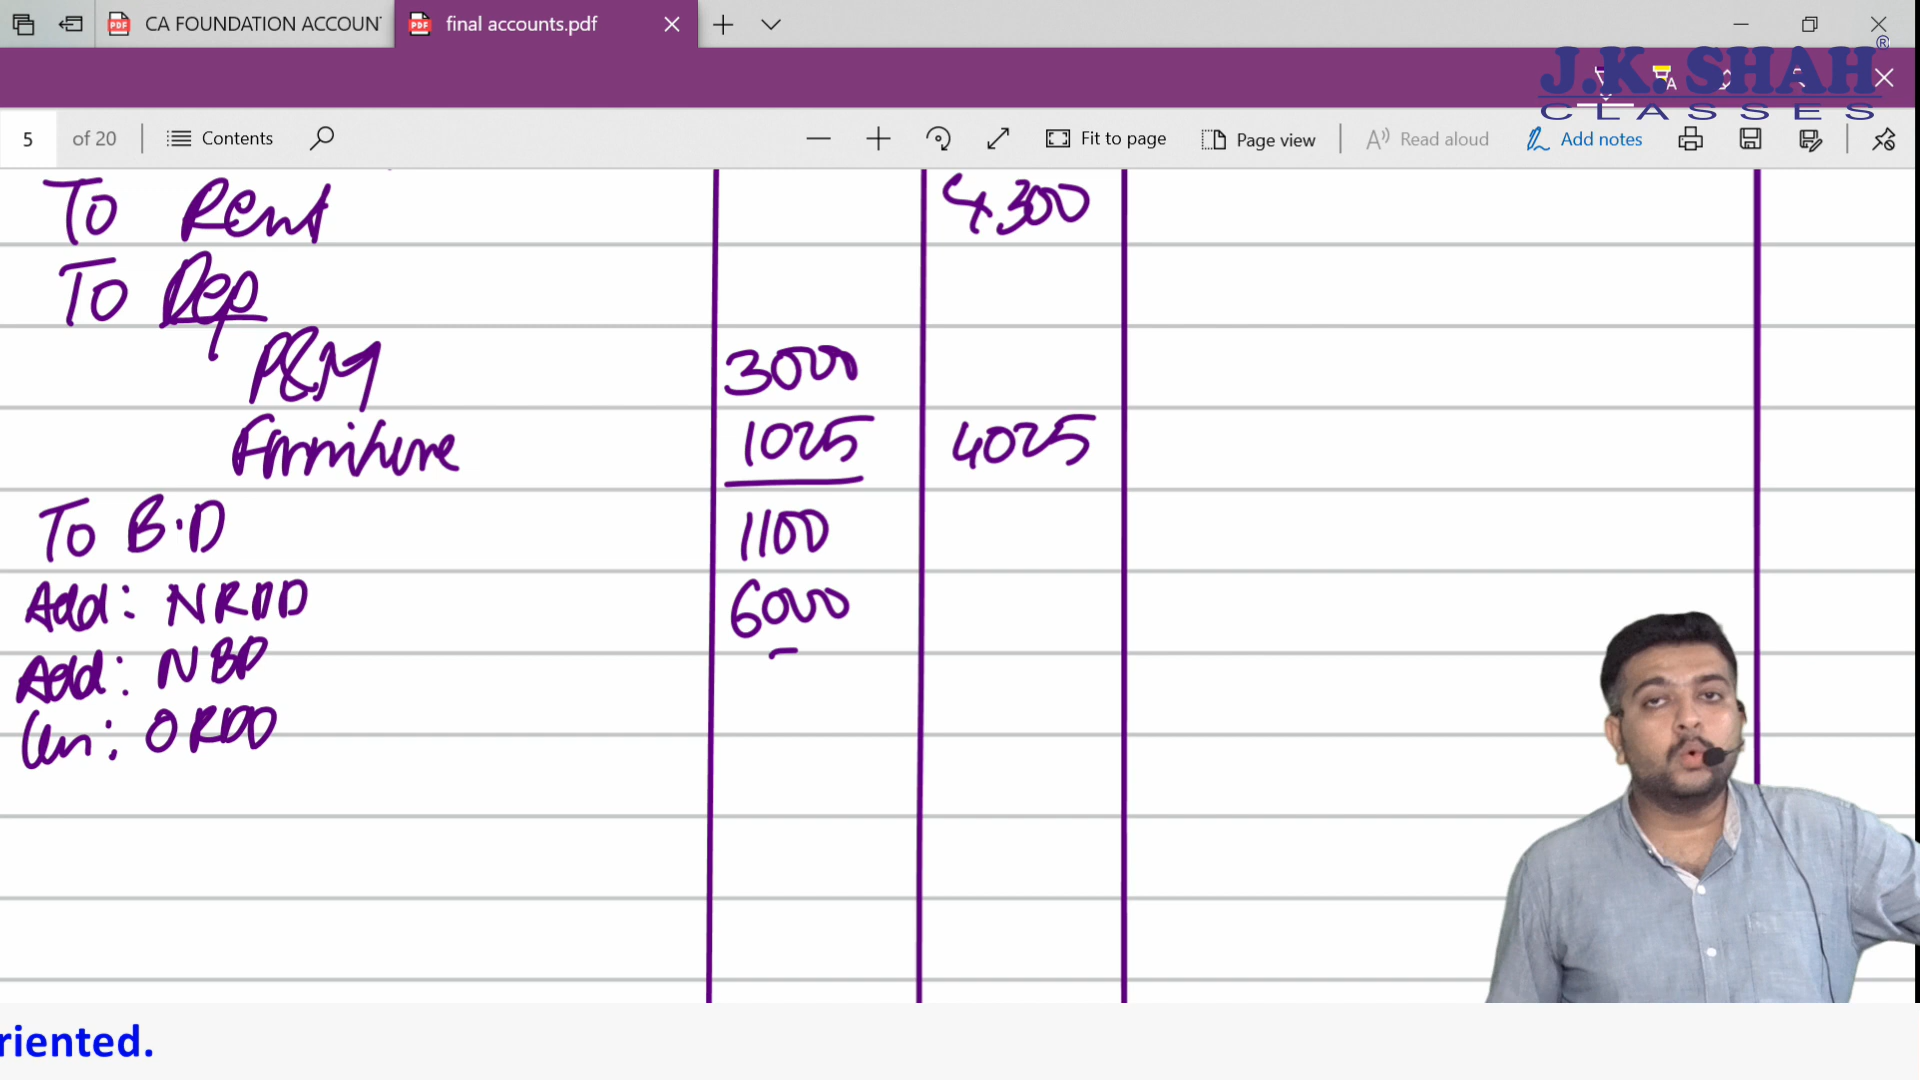 CA FOUNDATION ACCOUN
final accounts.pdf
J.K. SHAH ®
CLASSES
5 of 20 Contents Fit to page Page view Read aloud Add notes
To Rent 4300
To Dep
P&M 3000
Furniture 1025 4025
To B.D 1100
Add: NRDD 6000
Add: NBD -
Less: ORDD
riented.